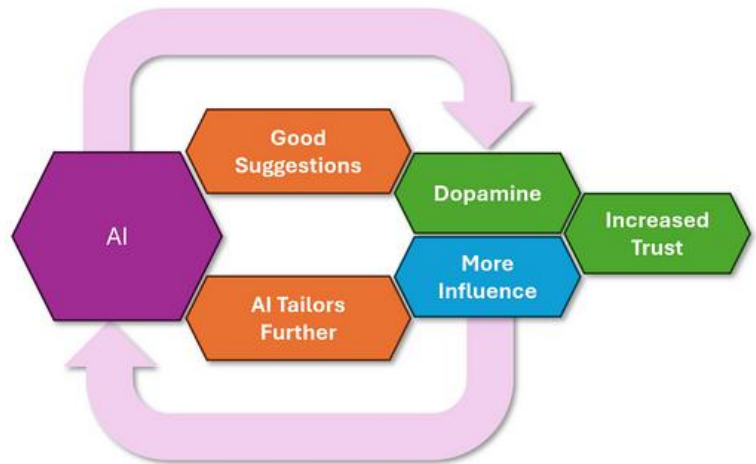 AI
Good
Suggestions
Dopamine
Increased
Trust
More
Influence
AI Tailors
Further